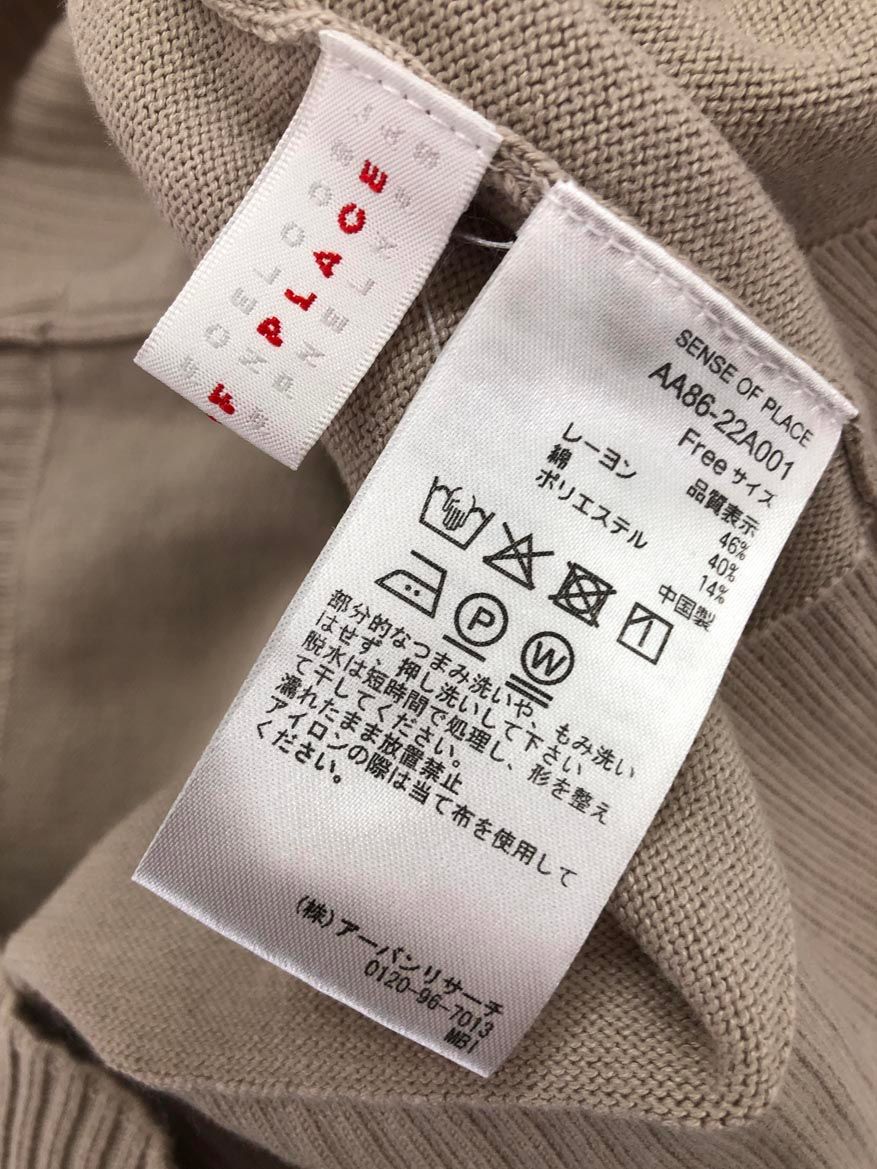 PLACE
SENSE OF PLACE
AA86-22A001
Free サイズ
品質表示
レーヨン 46%
綿 40%
ポリエステル 14%
中国製
P
W
部分的なつまみ洗いや、もみ洗い
はせず、押し洗いして下さい
脱水は短時間で処理し、形を整え
て干してください。
濡れたまま放置禁止
アイロンの際は当て布を使用して
ください。
(株)アーバンリサーチ
0120-96-7013
MBI